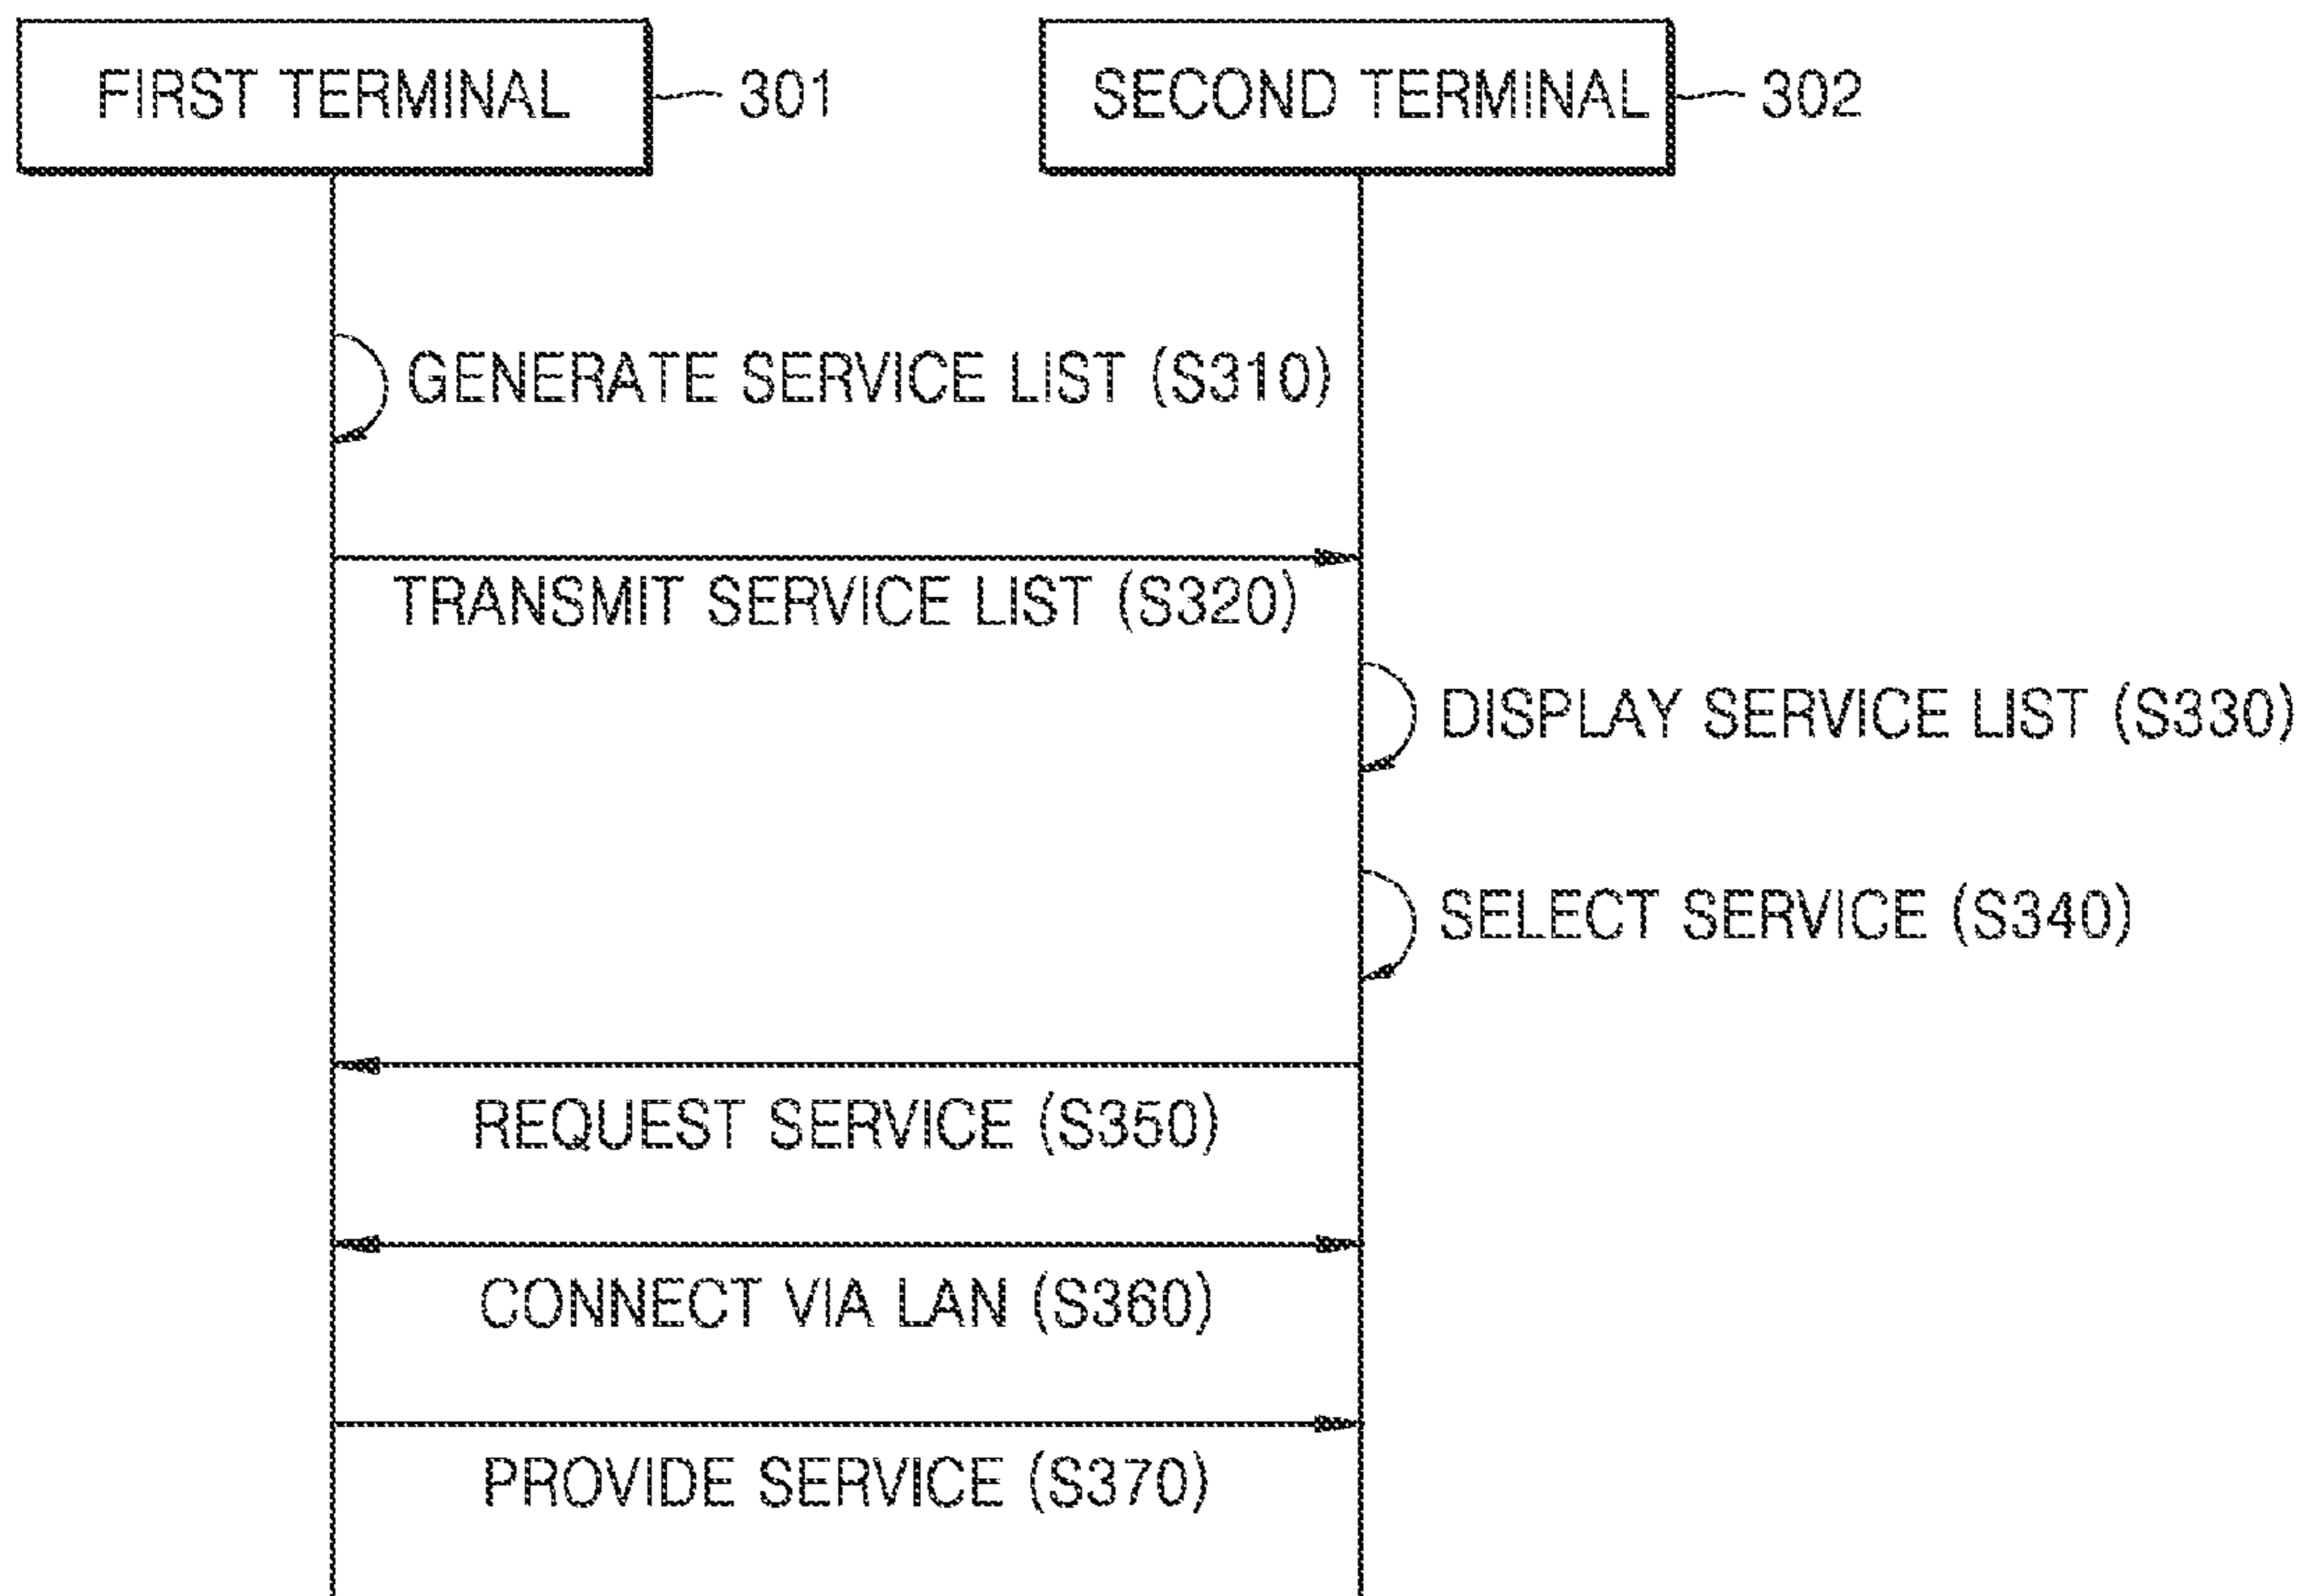 FIRST TERMINAL
301
SECOND TERMINAL
302
GENERATE SERVICE LIST (S310)
TRANSMIT SERVICE LIST (S320)
DISPLAY SERVICE LIST (S330)
SELECT SERVICE (S340)
REQUEST SERVICE (S350)
CONNECT VIA LAN (S360)
PROVIDE SERVICE (S370)